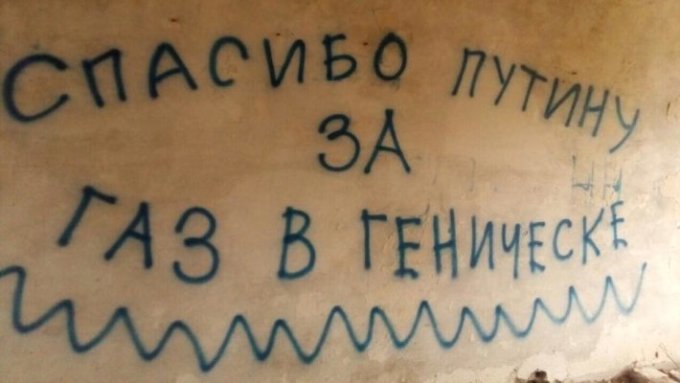 СПАСИБО ПУТИНУ
ЗА
ГАЗ В ГЕНИЧЕСКЕ